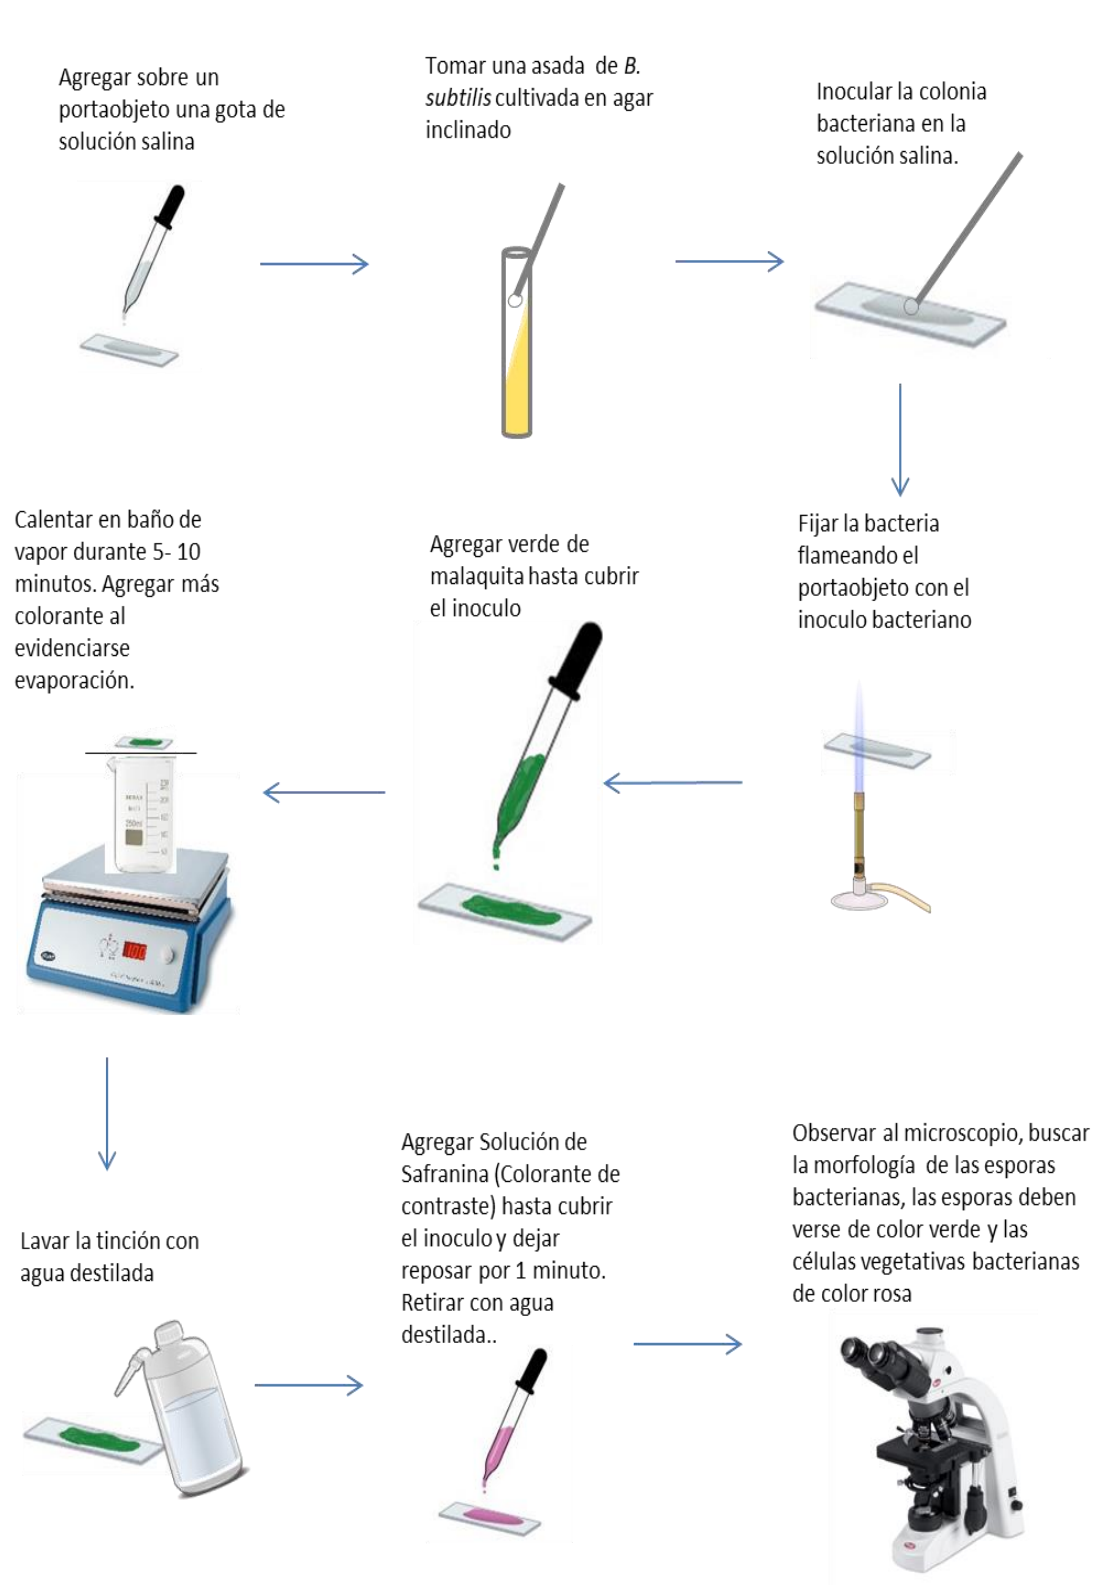 Agregar sobre un
portaobjeto una gota de
solución salina
Tomar una asada de B.
subtilis cultivada en agar
inclinado
Inocular la colonia
bacteriana en la
solución salina.
Fijar la bacteria
flameando el
portaobjeto con el
inoculo bacteriano
Agregar verde de
malaquita hasta cubrir
el inoculo
Calentar en baño de
vapor durante 5- 10
minutos. Agregar más
colorante al
evidenciarse
evaporación.
250ml
100
Lavar la tinción con
agua destilada
Agregar Solución de
Safranina (Colorante de
contraste) hasta cubrir
el inoculo y dejar
reposar por 1 minuto.
Retirar con agua
destilada..
Observar al microscopio, buscar
la morfología de las esporas
bacterianas, las esporas deben
verse de color verde y las
células vegetativas bacterianas
de color rosa